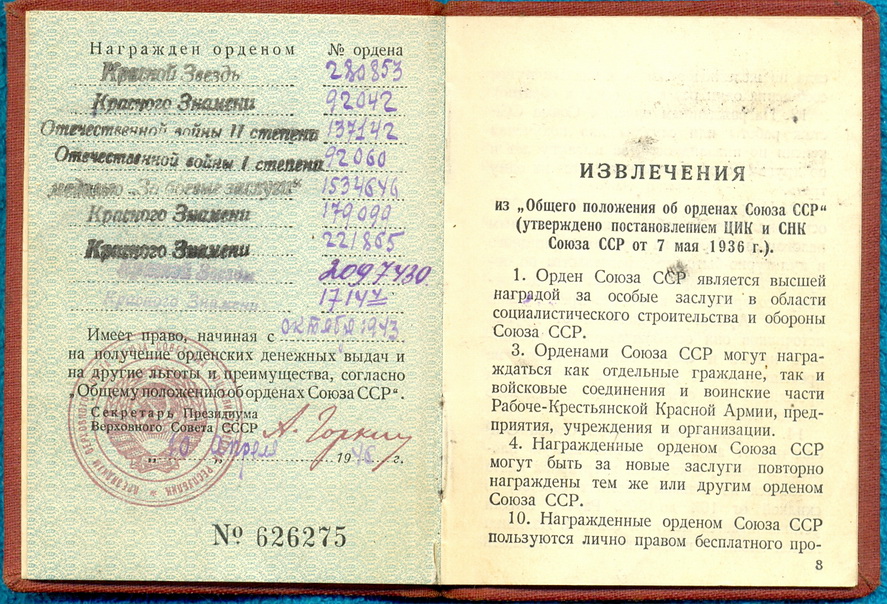 Награжден орденом № ордена
Красной Звезды 280853
Красного Знамени 92042
Отечественной войны II степени 137142
Отечественной войны I степени 92060
медалью „За боевые заслуги“ 1534646
Красного Знамени 179090
Красного Знамени 221865
Красной Звезды 2097430
Красного Знамени 17147
Имеет право, начиная с октября 1943
на получение орденских денежных выдач и
на другие льготы и преимущества, согласно
„Общему положению об орденах Союза ССР“.
Секретарь Президиума
Верховного Совета СССР А. Горкин
„10“ апреля 1948 г.
№ 626275
ИЗВЛЕЧЕНИЯ
из „Общего положения об орденах Союза ССР“
(утверждено постановлением ЦИК и СНК
Союза ССР от 7 мая 1936 г.).
1. Орден Союза ССР является высшей
наградой за особые заслуги в области
социалистического строительства и обороны
Союза ССР.
3. Орденами Союза ССР могут награ-
ждаться как отдельные граждане, так и
войсковые соединения и воинские части
Рабоче-Крестьянской Красной Армии, пред-
приятия, учреждения и организации.
4. Награжденные орденом Союза ССР
могут быть за новые заслуги повторно
награждены тем же или другим орденом
Союза ССР.
10. Награжденные орденом Союза ССР
пользуются лично правом бесплатного про-
8